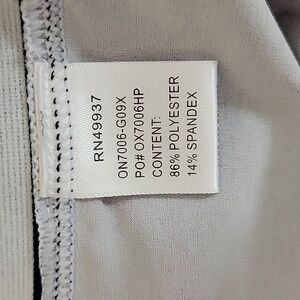 RN49937
ON7006-G09X
PO# OX7006HP
CONTENT:
86% POLYESTER
14% SPANDEX